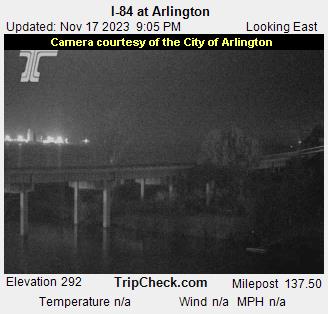 I-84 at Arlington
Updated: Nov 17 2023 9:05 PM Looking East
Camera courtesy of the City of Arlington
Elevation 292 TripCheck.com Milepost 137.50
Temperature n/a Wind n/a MPH n/a